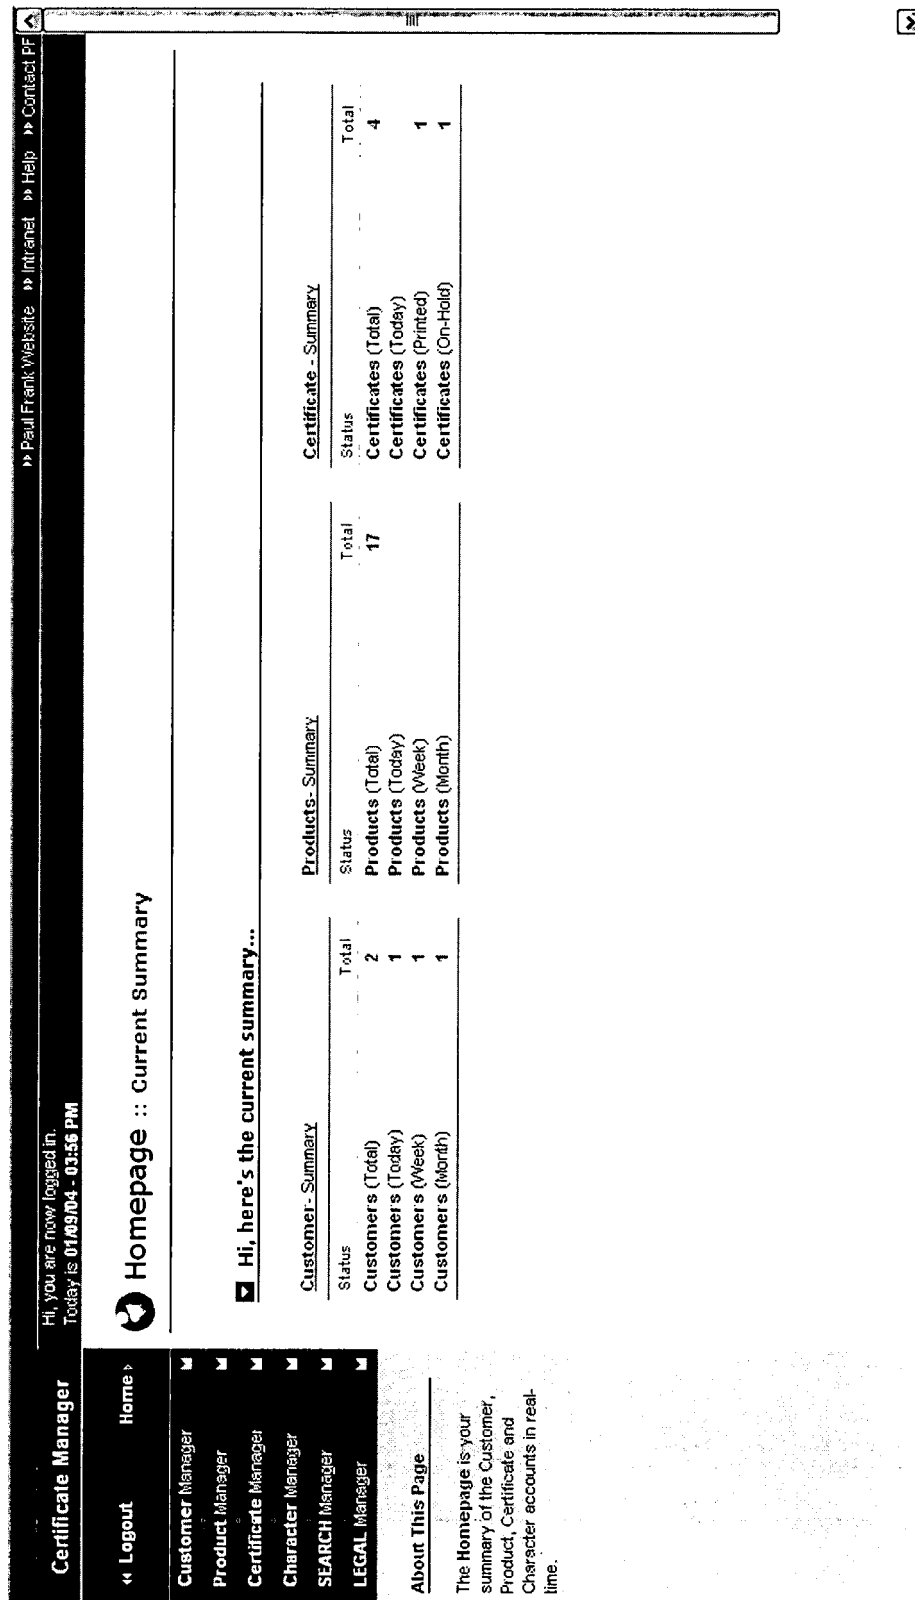 ›› Paul Frank Website ›› Intranet ›› Help ›› Contact PF
Certificate Manager
Hi, you are now logged in.
Today is 01/09/04 - 03:56 PM
‹‹ Logout Home ›
Customer Manager
Product Manager
Certificate Manager
Character Manager
SEARCH Manager
LEGAL Manager
About This Page
The Homepage is your
summary of the Customer,
Product, Certificate and
Character accounts in real-
time.
Homepage :: Current Summary
Hi, here's the current summary...
Customer - Summary
Status Total
Customers (Total) 2
Customers (Today) 1
Customers (Week) 1
Customers (Month) 1
Products - Summary
Status Total
Products (Total) 17
Products (Today)
Products (Week)
Products (Month)
Certificate - Summary
Status Total
Certificates (Total) 4
Certificates (Today)
Certificates (Printed) 1
Certificates (On-Hold) 1